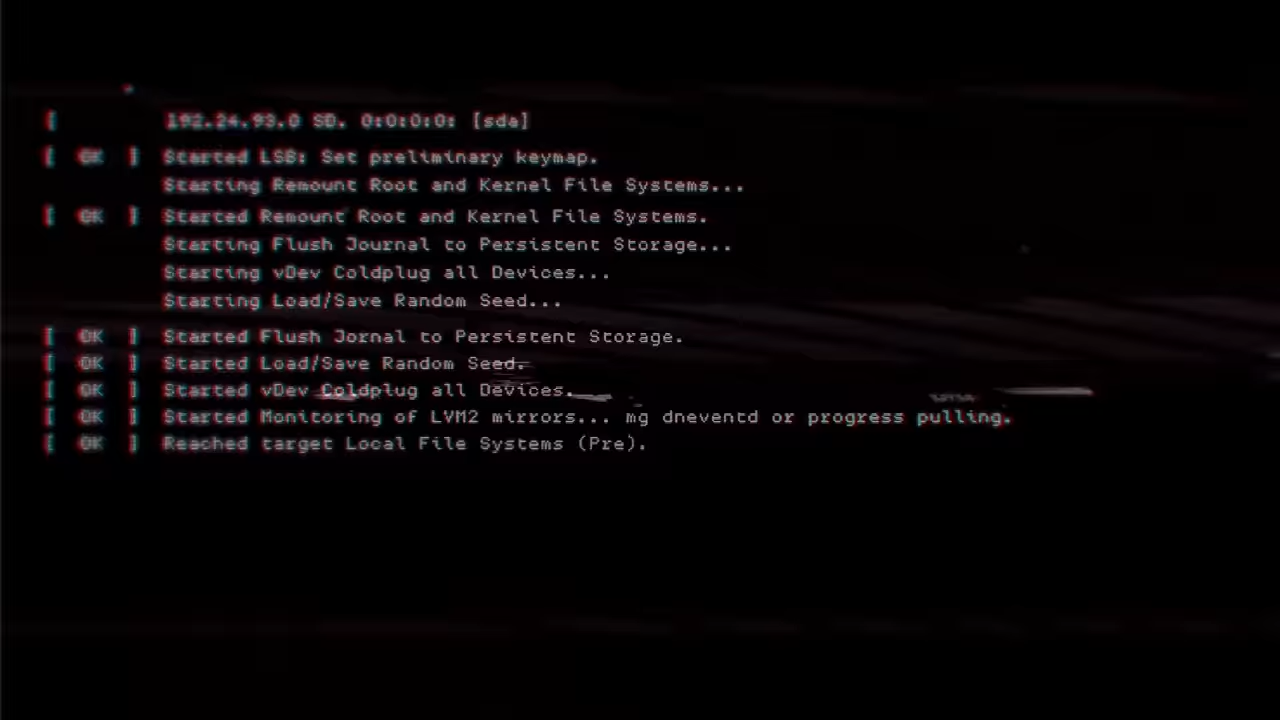 [ 192.24.93.0 SD. 0:0:0:0: [sda]
[ OK ] Started LSB: Set preliminary keymap.
Starting Remount Root and Kernel File Systems...
[ OK ] Started Remount Root and Kernel File Systems.
Starting Flush Journal to Persistent Storage...
Starting vDev Coldplug all Devices...
Starting Load/Save Random Seed...
[ OK ] Started Flush Jornal to Persistent Storage.
[ OK ] Started Load/Save Random Seed.
[ OK ] Started vDev Coldplug all Devices.
[ OK ] Started Monitoring of LVM2 mirrors... mg dneventd or progress pulling.
[ OK ] Reached target Local File Systems (Pre).